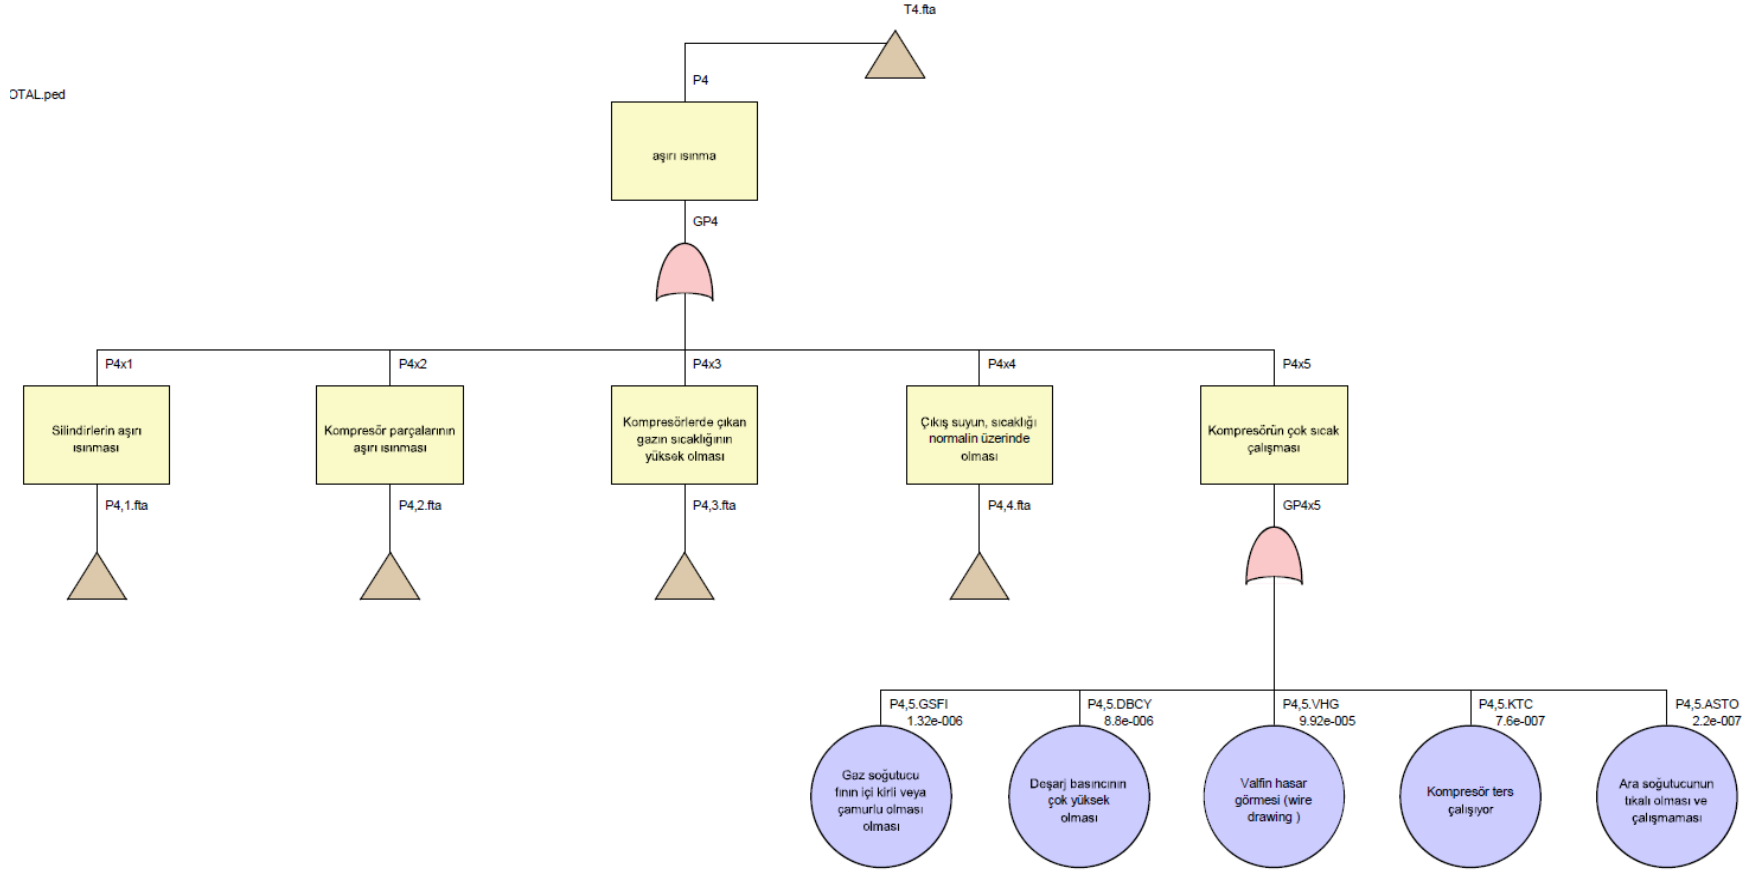 T4.fta
P4
OTAL.ped
aşırı ısınma
GP4
P4x1
P4x2
P4x3
P4x4
P4x5
Silindirlerin aşırı
ısınması
Kompresör parçalarının
aşırı ısınması
Kompresörlerde çıkan
gazın sıcaklığının
yüksek olması
Çıkış suyun, sıcaklığı
normalin üzerinde
olması
Kompresörün çok sıcak
çalışması
P4,1.fta
P4,2.fta
P4,3.fta
P4,4.fta
GP4x5
P4,5.GSFI
1.32e-006
P4,5.DBCY
8.8e-006
P4,5.VHG
9.92e-005
P4,5.KTC
7.6e-007
P4,5.ASTO
2.2e-007
Gaz soğutucu
fının içi kirli veya
çamurlu olması
olması
Deşarj basıncının
çok yüksek
olması
Valfin hasar
görmesi (wire
drawing )
Kompresör ters
çalışıyor
Ara soğutucunun
tıkalı olması ve
çalışmaması